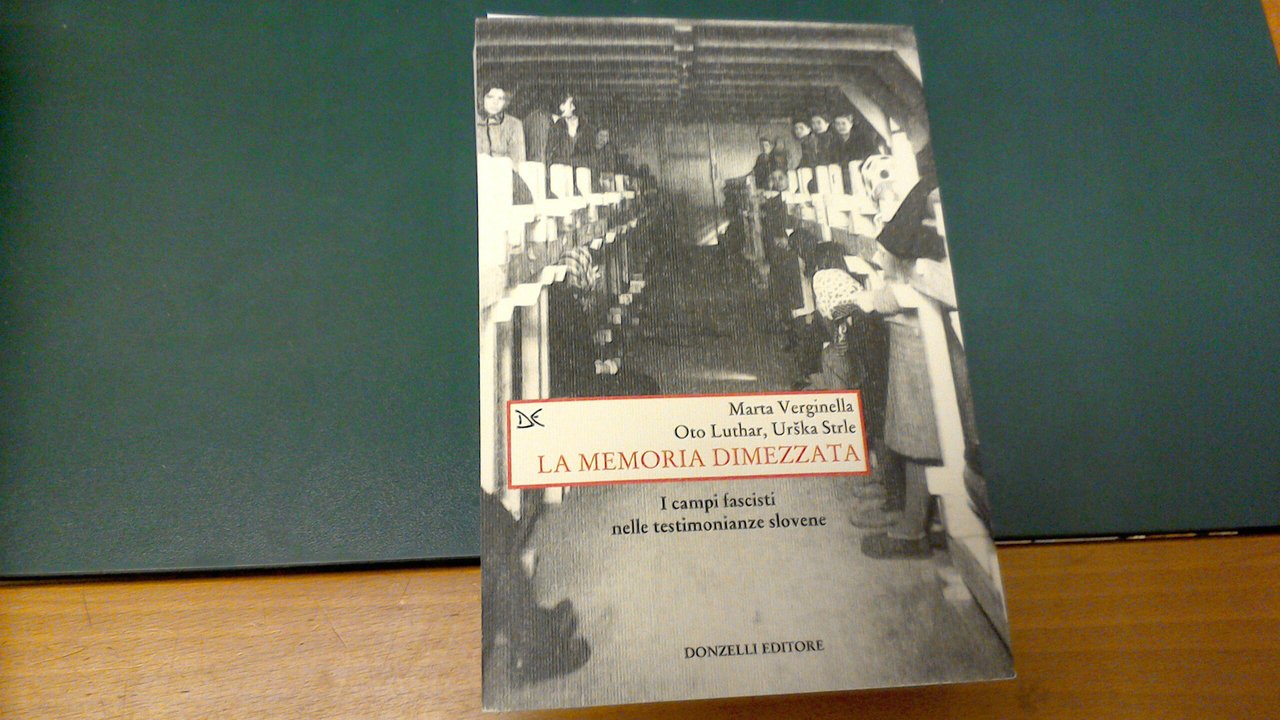 Marta Verginella
Oto Luthar, Urška Strle
LA MEMORIA DIMEZZATA
I campi fascisti
nelle testimonianze slovene
DONZELLI EDITORE